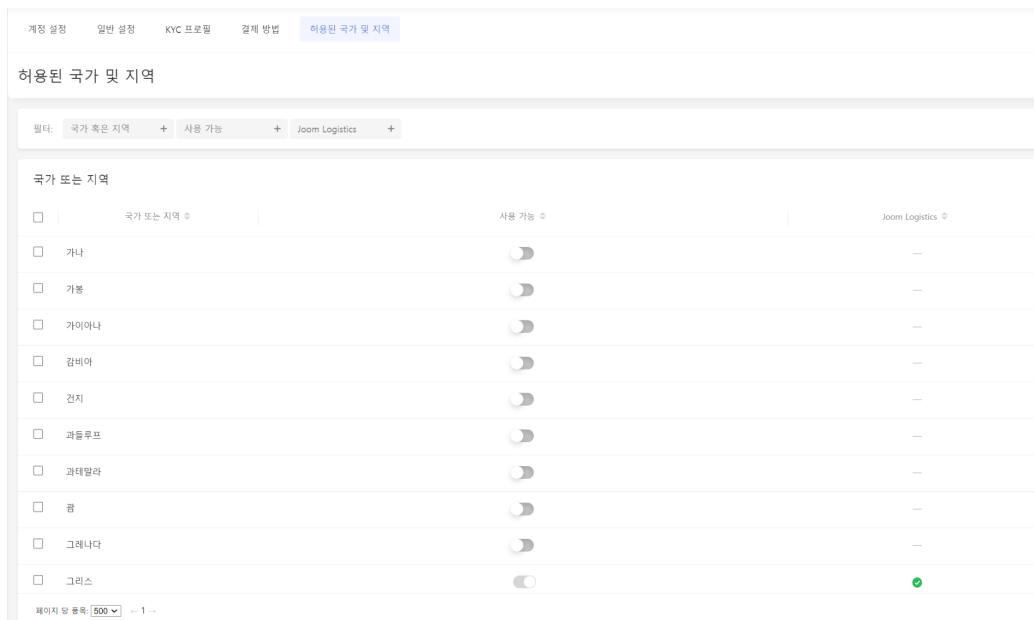 계정 설정 일반 설정 KYC 프로필 결제 방법 허용된 국가 및 지역
허용된 국가 및 지역
필터: 국가 혹은 지역 + 사용 가능 + Joom Logistics +
국가 또는 지역
국가 또는 지역 사용 가능 Joom Logistics
가나 —
가봉 —
가이아나 —
감비아 —
건지 —
과들루프 —
과테말라 —
괌 —
그레나다 —
그리스
페이지 당 품목: 500 ← 1 →